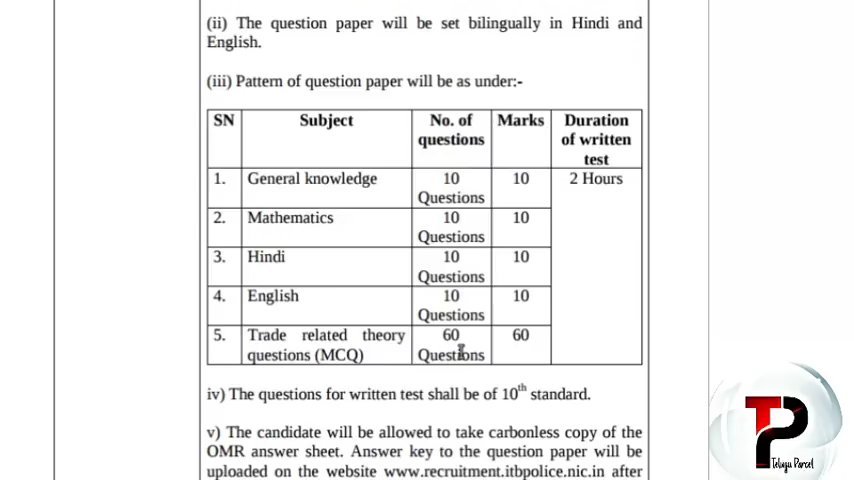 (ii) The question paper will be set bilingually in Hindi and
English.
(iii) Pattern of question paper will be as under:-
SN Subject No. of questions Marks Duration of written test
1. General knowledge 10 Questions 10 2 Hours
2. Mathematics 10 Questions 10
3. Hindi 10 Questions 10
4. English 10 Questions 10
5. Trade related theory questions (MCQ) 60 Questions 60
iv) The questions for written test shall be of 10th standard.
v) The candidate will be allowed to take carbonless copy of the
OMR answer sheet. Answer key to the question paper will be
uploaded on the website www.recruitment.itbpolice.nic.in after
TP
Telugu Parcel